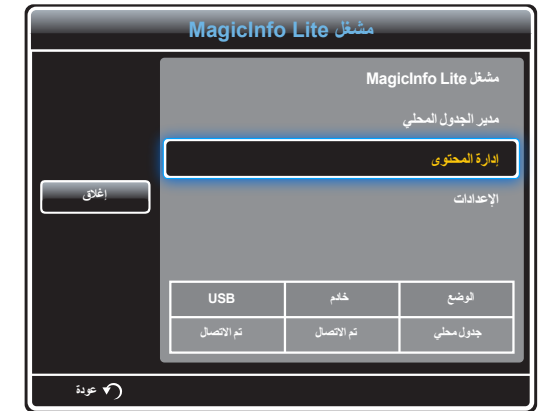 مشغل MagicInfo Lite
مشغل MagicInfo Lite
مدير الجدول المحلي
إدارة المحتوى
الإعدادات
إغلاق
الوضع خادم USB
جدول محلي تم الاتصال تم الاتصال
عودة